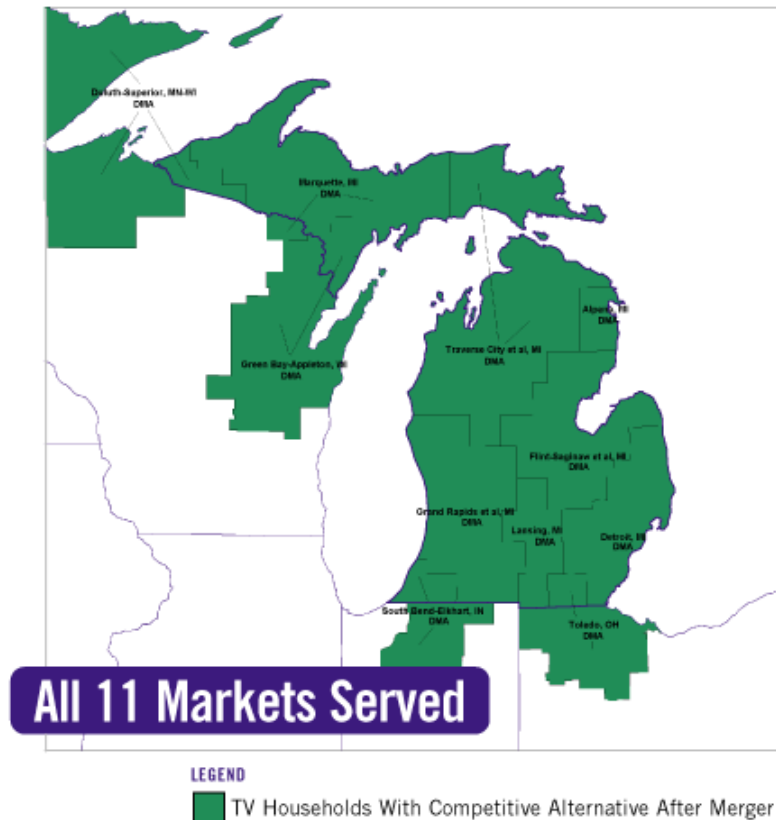 Duluth-Superior, MN-WI
DMA
Marquette, MI
DMA
Alpena, MI
DMA
Traverse City et al, MI
DMA
Green Bay-Appleton, WI
DMA
Flint-Saginaw et al, MI
DMA
Grand Rapids et al, MI
DMA
Lansing, MI
DMA
Detroit, MI
DMA
South Bend-Elkhart, IN
DMA
Toledo, OH
DMA
All 11 Markets Served
LEGEND
TV Households With Competitive Alternative After Merger